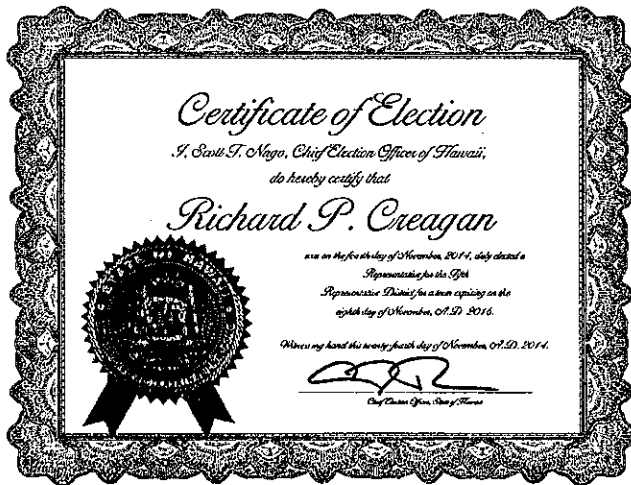 Certificate of Election
I, Scott T. Nago, Chief Election Officer of Hawaii,
do hereby certify that
Richard P. Creagan
was on the fourth day of November, 2014, duly elected a
Representative for the Fifth
Representative District for a term expiring on the
eighth day of November, A.D. 2016.
Witness my hand this twenty-fourth day of November, A.D. 2014.
Chief Election Officer, State of Hawaii
STATE OF HAWAII